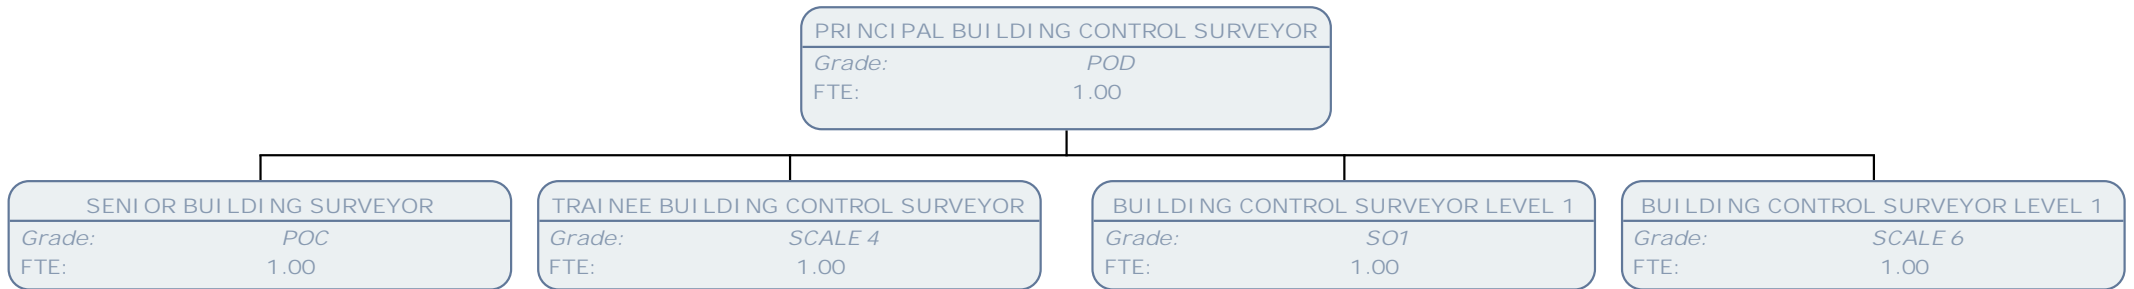 PRINCIPAL BUILDING CONTROL SURVEYOR
Grade: POD
FTE: 1.00
SENIOR BUILDING SURVEYOR
Grade: POC
FTE: 1.00
TRAINEE BUILDING CONTROL SURVEYOR
Grade: SCALE 4
FTE: 1.00
BUILDING CONTROL SURVEYOR LEVEL 1
Grade: SO1
FTE: 1.00
BUILDING CONTROL SURVEYOR LEVEL 1
Grade: SCALE 6
FTE: 1.00